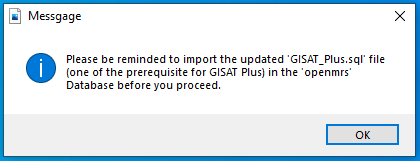 Messgage
Please be reminded to import the updated 'GISAT_Plus.sql' file
(one of the prerequisite for GISAT Plus) in the 'openmrs'
Database before you proceed.
OK